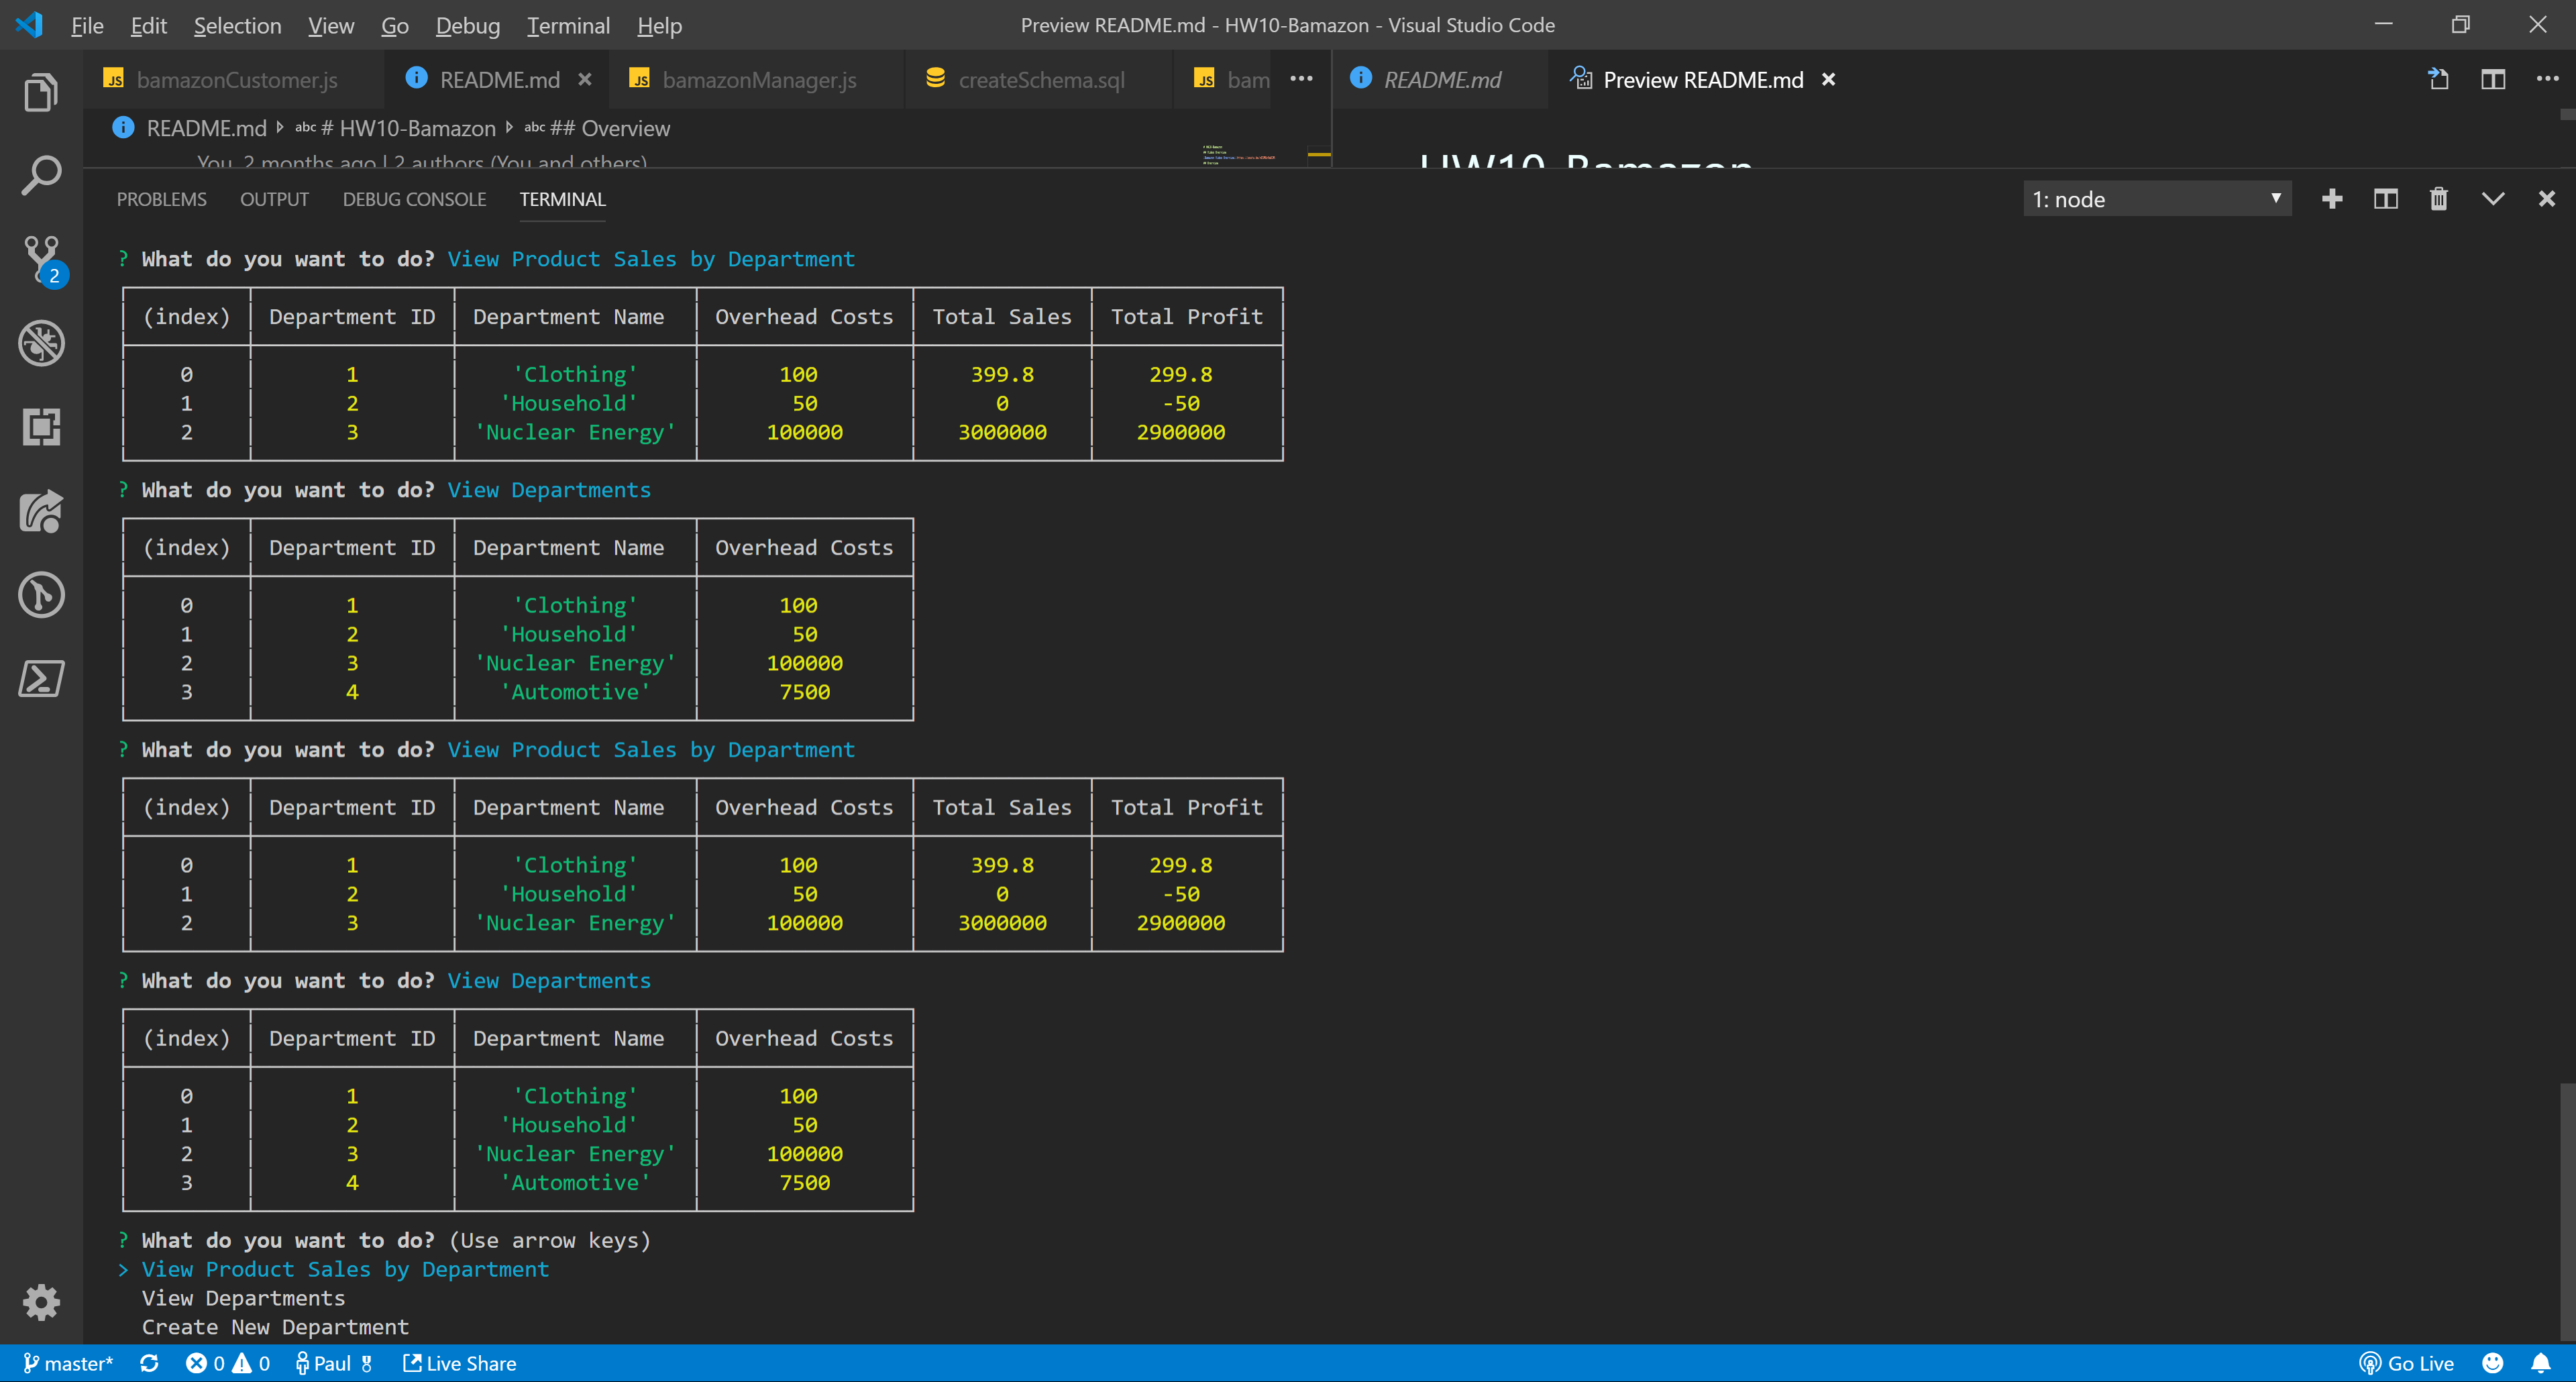 File Edit Selection View Go Debug Terminal Help
Preview README.md - HW10-Bamazon - Visual Studio Code
JS bamazonCustomer.js README.md JS bamazonManager.js createSchema.sql JS bam README.md Preview README.md
README.md abc # HW10-Bamazon abc ## Overview
You, 2 months ago | 2 authors (You and others)
HW10-Bamazon
PROBLEMS OUTPUT DEBUG CONSOLE TERMINAL 1: node
2
? What do you want to do? View Product Sales by Department
(index) Department ID Department Name Overhead Costs Total Sales Total Profit
0 1 'Clothing' 100 399.8 299.8
1 2 'Household' 50 0 -50
2 3 'Nuclear Energy' 100000 3000000 2900000
? What do you want to do? View Departments
(index) Department ID Department Name Overhead Costs
0 1 'Clothing' 100
1 2 'Household' 50
2 3 'Nuclear Energy' 100000
3 4 'Automotive' 7500
? What do you want to do? View Product Sales by Department
(index) Department ID Department Name Overhead Costs Total Sales Total Profit
0 1 'Clothing' 100 399.8 299.8
1 2 'Household' 50 0 -50
2 3 'Nuclear Energy' 100000 3000000 2900000
? What do you want to do? View Departments
(index) Department ID Department Name Overhead Costs
0 1 'Clothing' 100
1 2 'Household' 50
2 3 'Nuclear Energy' 100000
3 4 'Automotive' 7500
? What do you want to do? (Use arrow keys)
> View Product Sales by Department
View Departments
Create New Department
master* 0 0 Paul Live Share Go Live